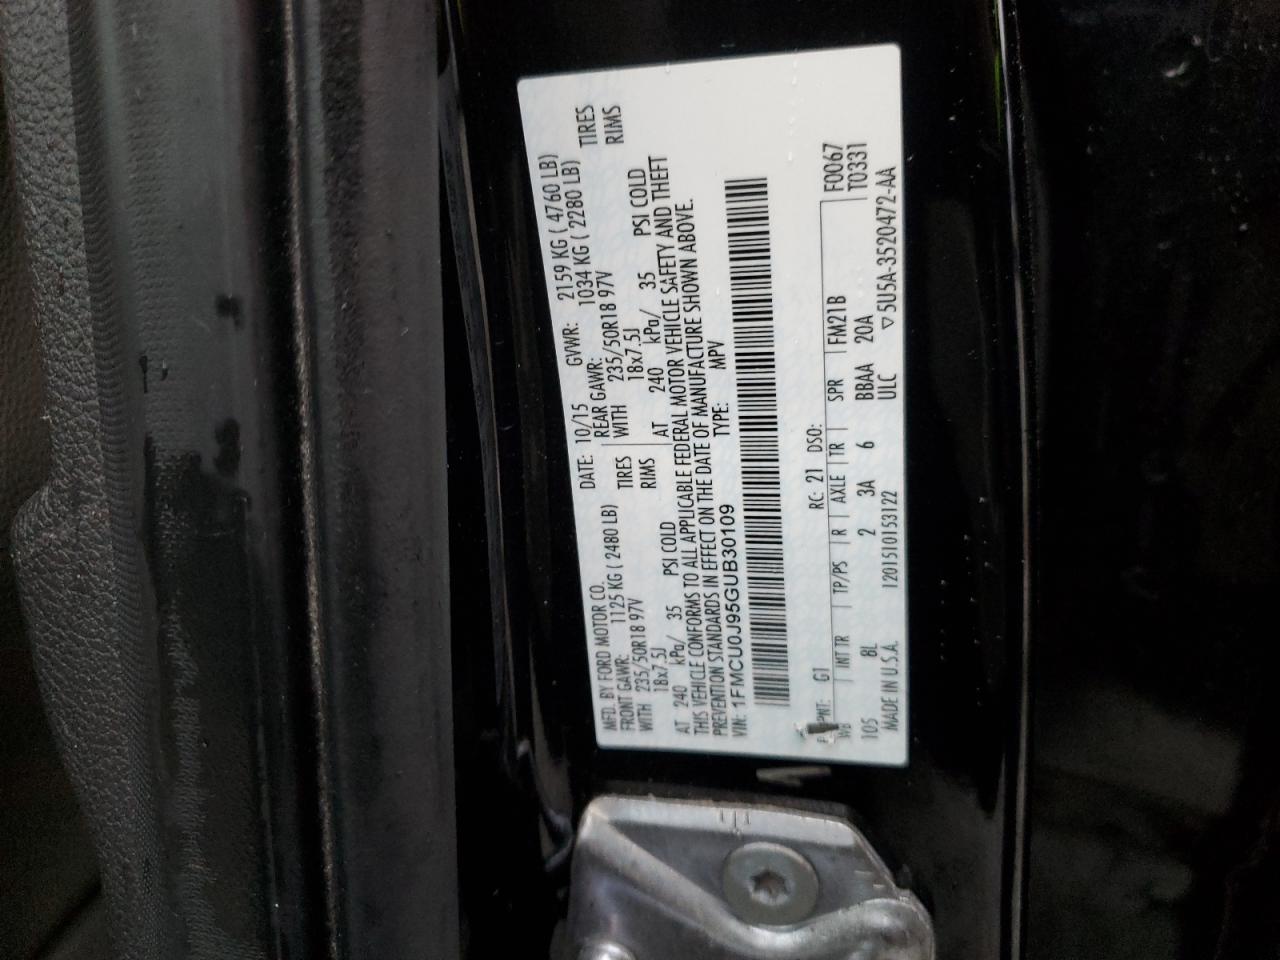 MFD. BY FORD MOTOR CO.
DATE: 10/15 GVWR: 2159 KG ( 4760 LB)
FRONT GAWR: 1125 KG ( 2480 LB) REAR GAWR: 1034 KG ( 2280 LB)
WITH 235/50R18 97V TIRES WITH 235/50R18 97V TIRES
18x7.5J RIMS 18x7.5J RIMS
AT 240 kPa/ 35 PSI COLD AT 240 kPa/ 35 PSI COLD
THIS VEHICLE CONFORMS TO ALL APPLICABLE FEDERAL MOTOR VEHICLE SAFETY AND THEFT
PREVENTION STANDARDS IN EFFECT ON THE DATE OF MANUFACTURE SHOWN ABOVE.
VIN: 1FMCU0J95GUB30109 TYPE: MPV
PNT: G1 RC: 21 DSO: F0067
WB INT TR TP/PS R AXLE TR SPR FM21B T0331
105 8L 2 3A 6 BBAA 20A
MADE IN U.S.A. 120151 0153122 ULC ▽5U5A-3520472-AA